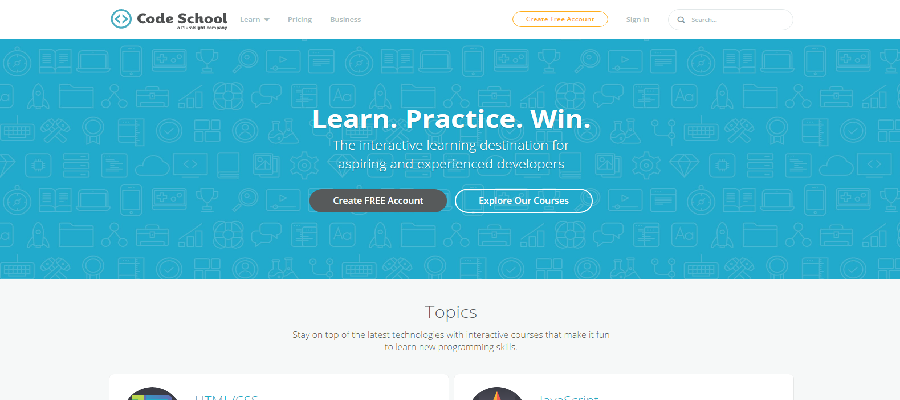 Code School
a Pluralsight company
Learn
Pricing
Business
Create Free Account
Sign in
Search...
Learn. Practice. Win.
The interactive learning destination for
aspiring and experienced developers
Create FREE Account
Explore Our Courses
Topics
Stay on top of the latest technologies with interactive courses that make it fun
to learn new programming skills.
HTML/CSS
JavaScript